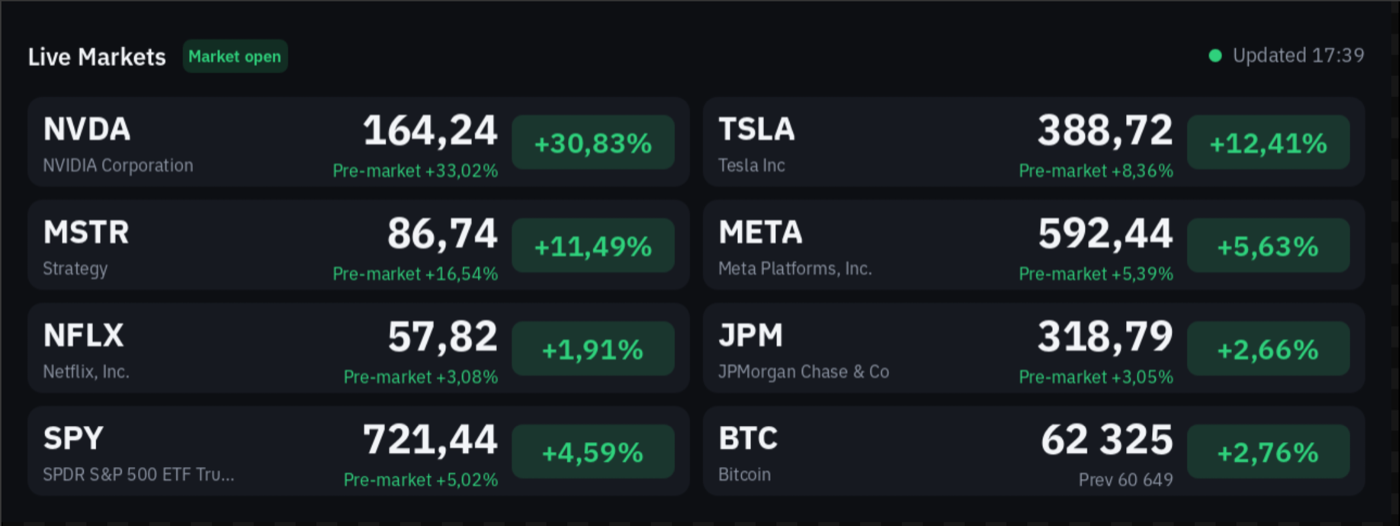 Live Markets Market open Updated 17:39
NVDA 164,24 +30,83%
NVIDIA Corporation Pre-market +33,02%
TSLA 388,72 +12,41%
Tesla Inc Pre-market +8,36%
MSTR 86,74 +11,49%
Strategy Pre-market +16,54%
META 592,44 +5,63%
Meta Platforms, Inc. Pre-market +5,39%
NFLX 57,82 +1,91%
Netflix, Inc. Pre-market +3,08%
JPM 318,79 +2,66%
JPMorgan Chase & Co Pre-market +3,05%
SPY 721,44 +4,59%
SPDR S&P 500 ETF Tru... Pre-market +5,02%
BTC 62 325 +2,76%
Bitcoin Prev 60 649